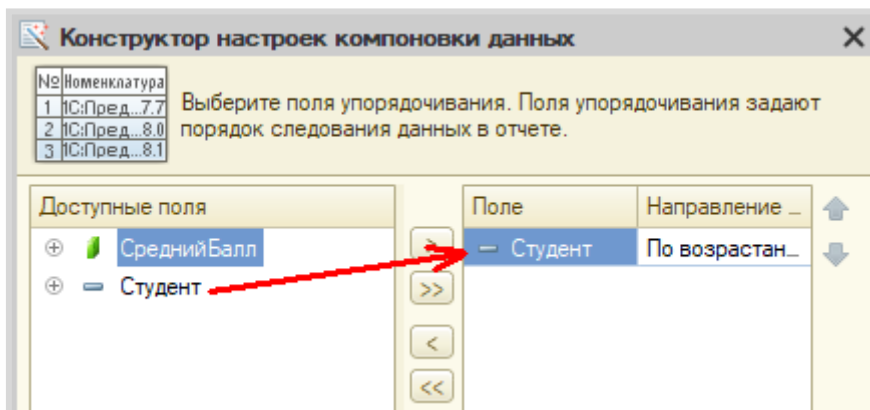 Конструктор настроек компоновки данных
№ Номенклатура
1 1С:Пред...7.7
2 1С:Пред...8.0
3 1С:Пред...8.1
Выберите поля упорядочивания. Поля упорядочивания задают
порядок следования данных в отчете.
Доступные поля
СреднийБалл
Студент
>
>>
<
<<
Поле Направление ...
Студент По возрастан...